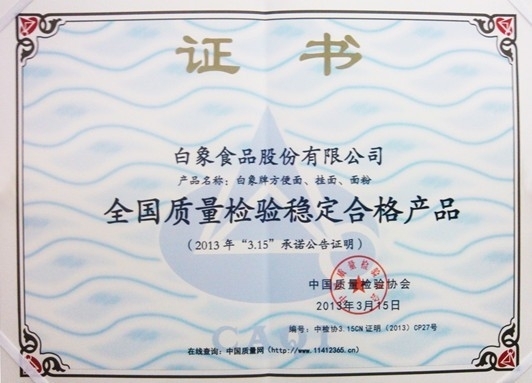 证书
白象食品股份有限公司
产品名称：白象牌方便面、挂面、面粉
全国质量检验稳定合格产品
（2013年“3.15”承诺公告证明）
中国质量检验协会
2013年3月15日
编号：中检协3.15CN证明（2013）CP27号
在线查询：中国质量网（http://www.11412365.cn）
CAQI